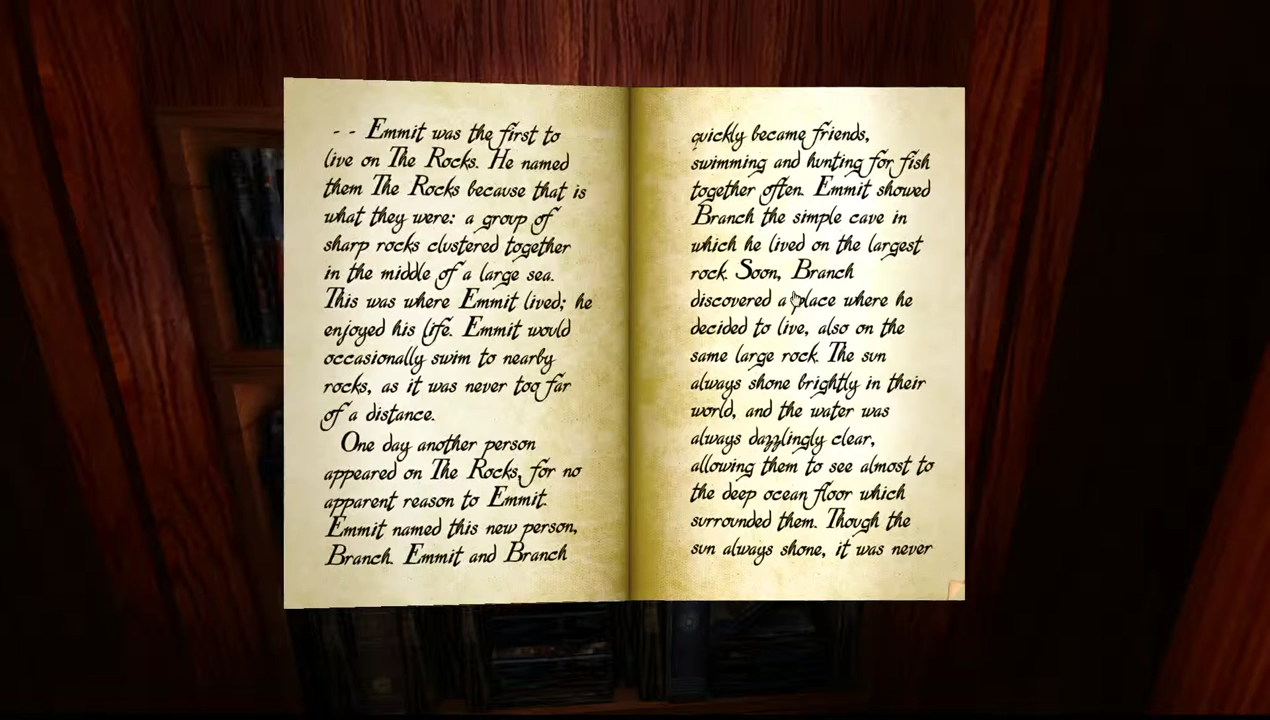 - - Emmit was the first to
live on The Rocks. He named
them The Rocks because that is
what they were: a group of
sharp rocks clustered together
in the middle of a large sea.
This was where Emmit lived; he
enjoyed his life. Emmit would
occasionally swim to nearby
rocks, as it was never too far
of a distance.
One day another person
appeared on The Rocks, for no
apparent reason to Emmit.
Emmit named this new person,
Branch. Emmit and Branch
quickly became friends,
swimming and hunting for fish
together often. Emmit showed
Branch the simple cave in
which he lived on the largest
rock. Soon, Branch
discovered a place where he
decided to live, also on the
same large rock. The sun
always shone brightly in their
world, and the water was
always dazzlingly clear,
allowing them to see almost to
the deep ocean floor which
surrounded them. Though the
sun always shone, it was never